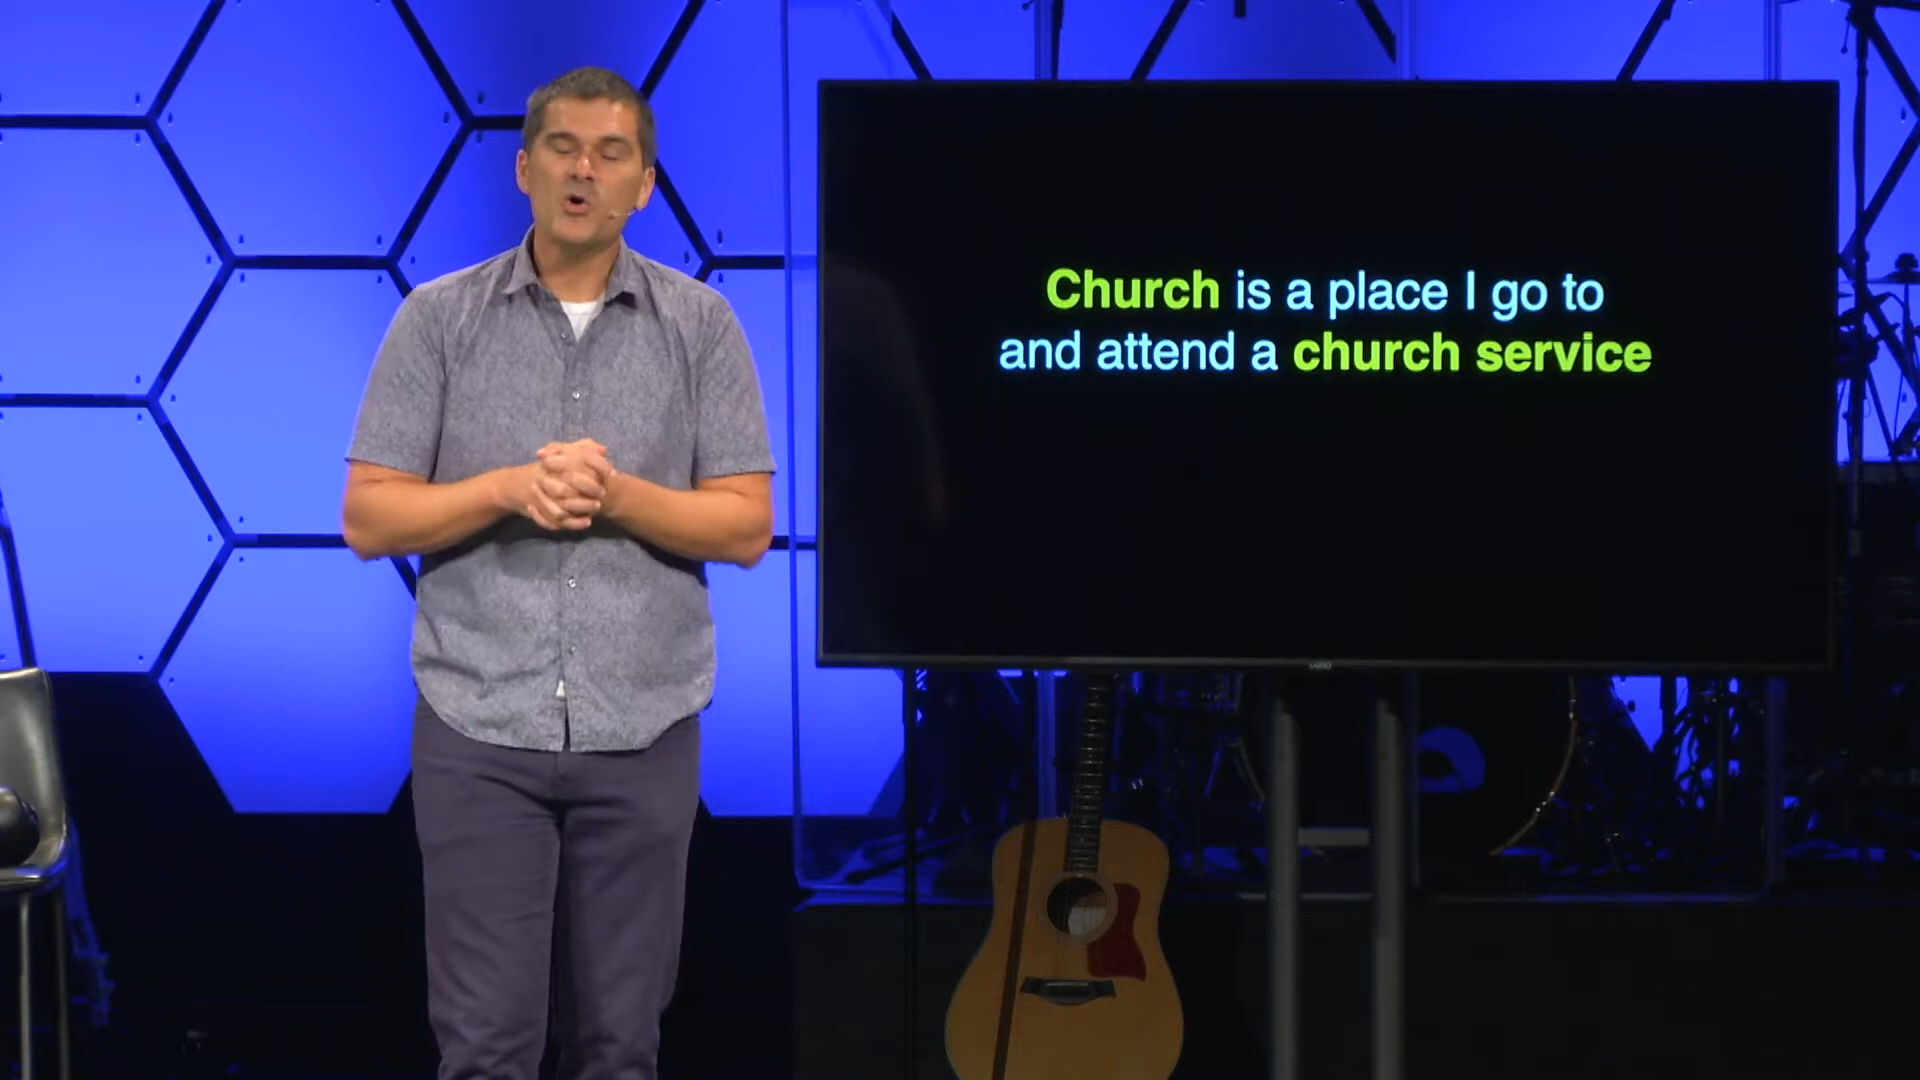 Church is a place I go to
and attend a church service